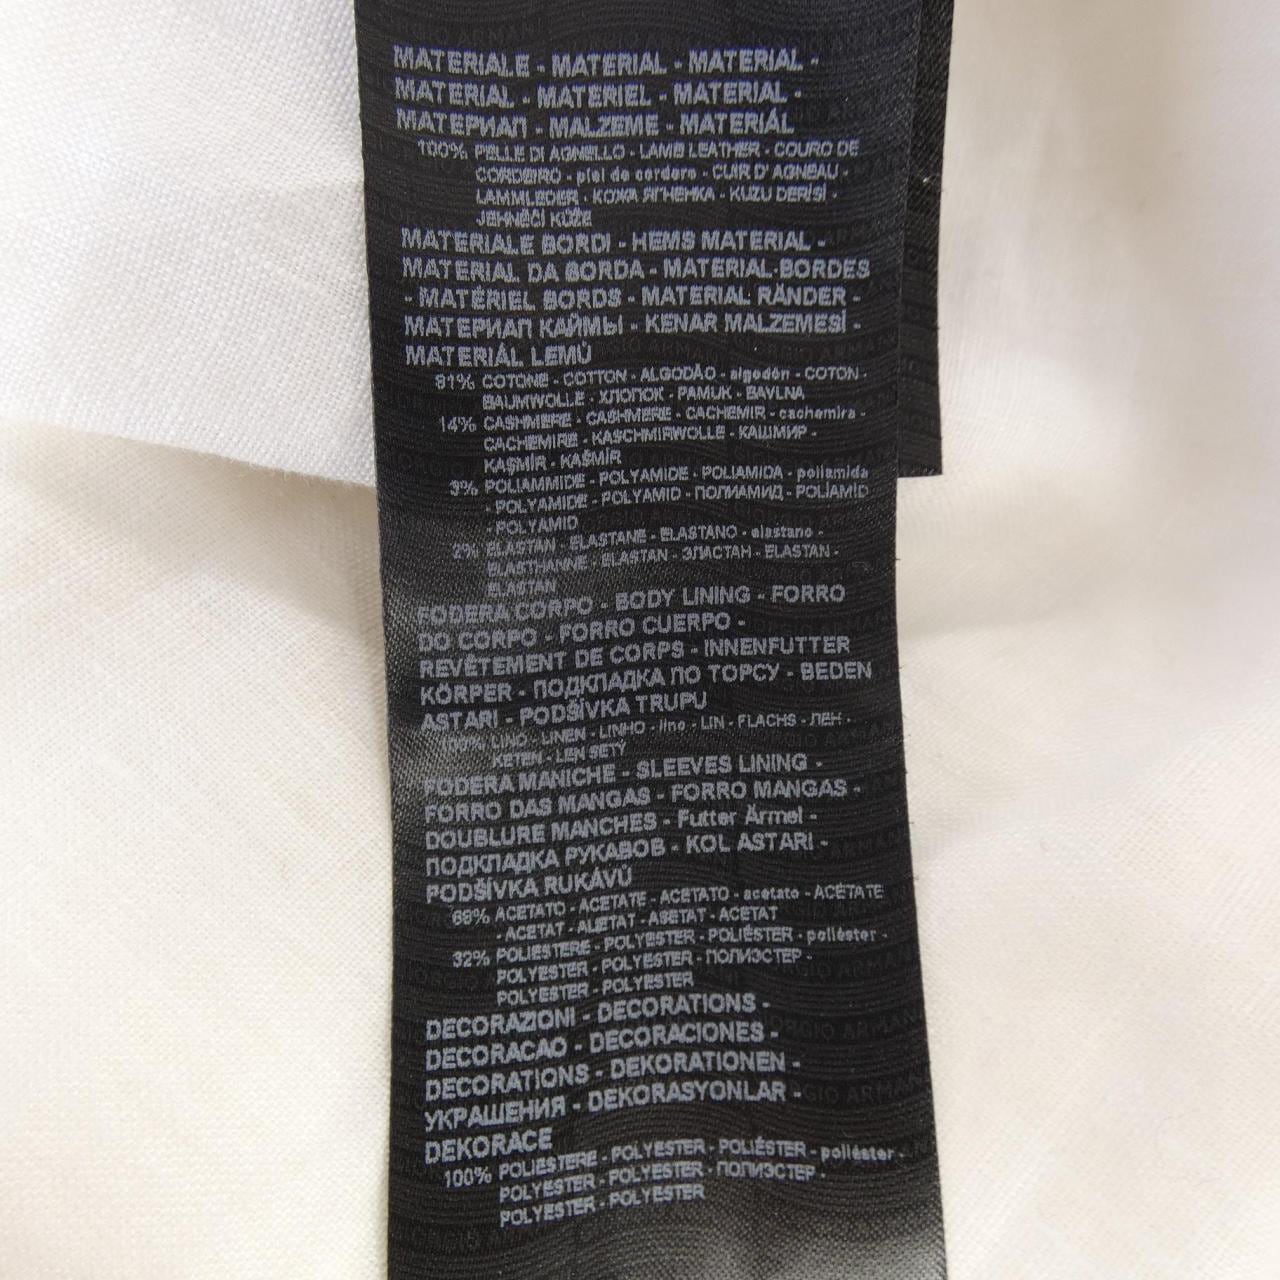 MATERIALE - MATERIAL - MATERIAL -
MATERIAL - MATERIEL - MATERIAL -
МАТЕРИАЛ - MALZEME - MATERIÁL
100% PELLE DI AGNELLO - LAMB LEATHER - COURO DE
CORDEIRO - piel de cordero - CUIR D'AGNEAU -
LAMMLEDER - КОЖА ЯГНЕНКА - KUZU DERİSİ -
JEHNĚČÍ KŮŽE
MATERIALE BORDI - HEMS MATERIAL -
MATERIAL DA BORDA - MATERIAL-BORDES
- MATÉRIEL BORDS - MATERIAL RÄNDER -
МАТЕРИАЛ КАЙМЫ - KENAR MALZEMESİ -
MATERIÁL LEMŮ
81% COTONE - COTTON - ALGODÃO - algodón - COTON -
BAUMWOLLE - ХЛОПОК - PAMUK - BAVLNA
14% CASHMERE - CASHMERE - CACHEMIR - cachemira -
CACHEMIRE - KASCHMIRWOLLE - КАШМИР -
KAŞMİR - KAŠMÍR
3% POLIAMMIDE - POLYAMIDE - POLIAMIDA - poliamida
- POLYAMIDE - POLYAMID - ПОЛИАМИД - POLİAMİD
- POLYAMID
2% ELASTAN - ELASTANE - ELASTANO - elastano -
ELASTHANNE - ELASTAN - ЭЛАСТАН - ELASTAN -
ELASTAN
FODERA CORPO - BODY LINING - FORRO
DO CORPO - FORRO CUERPO -
REVÊTEMENT DE CORPS - INNENFUTTER
KÖRPER - ПОДКЛАДКА ПО ТОРСУ - BEDEN
ASTARI - PODŠÍVKA TRUPU
100% LINO - LINEN - LINHO - lino - LIN - FLACHS - ЛЕН -
KETEN - LEN SETÝ
FODERA MANICHE - SLEEVES LINING -
FORRO DAS MANGAS - FORRO MANGAS -
DOUBLURE MANCHES - Futter Ärmel -
ПОДКЛАДКА РУКАВОВ - KOL ASTARI -
PODŠÍVKA RUKÁVŮ
68% ACETATO - ACETATE - ACETATO - acetato - ACÉTATE
- ACETAT - АЦЕТАТ - ASETAT - ACETAT
32% POLIESTERE - POLYESTER - POLIÉSTER - poliéster -
POLYESTER - POLYESTER - ПОЛИЭСТЕР -
POLYESTER - POLYESTER
DECORAZIONI - DECORATIONS -
DECORACAO - DECORACIONES -
DECORATIONS - DEKORATIONEN -
УКРАШЕНИЯ - DEKORASYONLAR -
DEKORACE
100% POLIESTERE - POLYESTER - POLIÉSTER - poliéster -
POLYESTER - POLYESTER - ПОЛИЭСТЕР -
POLYESTER - POLYESTER